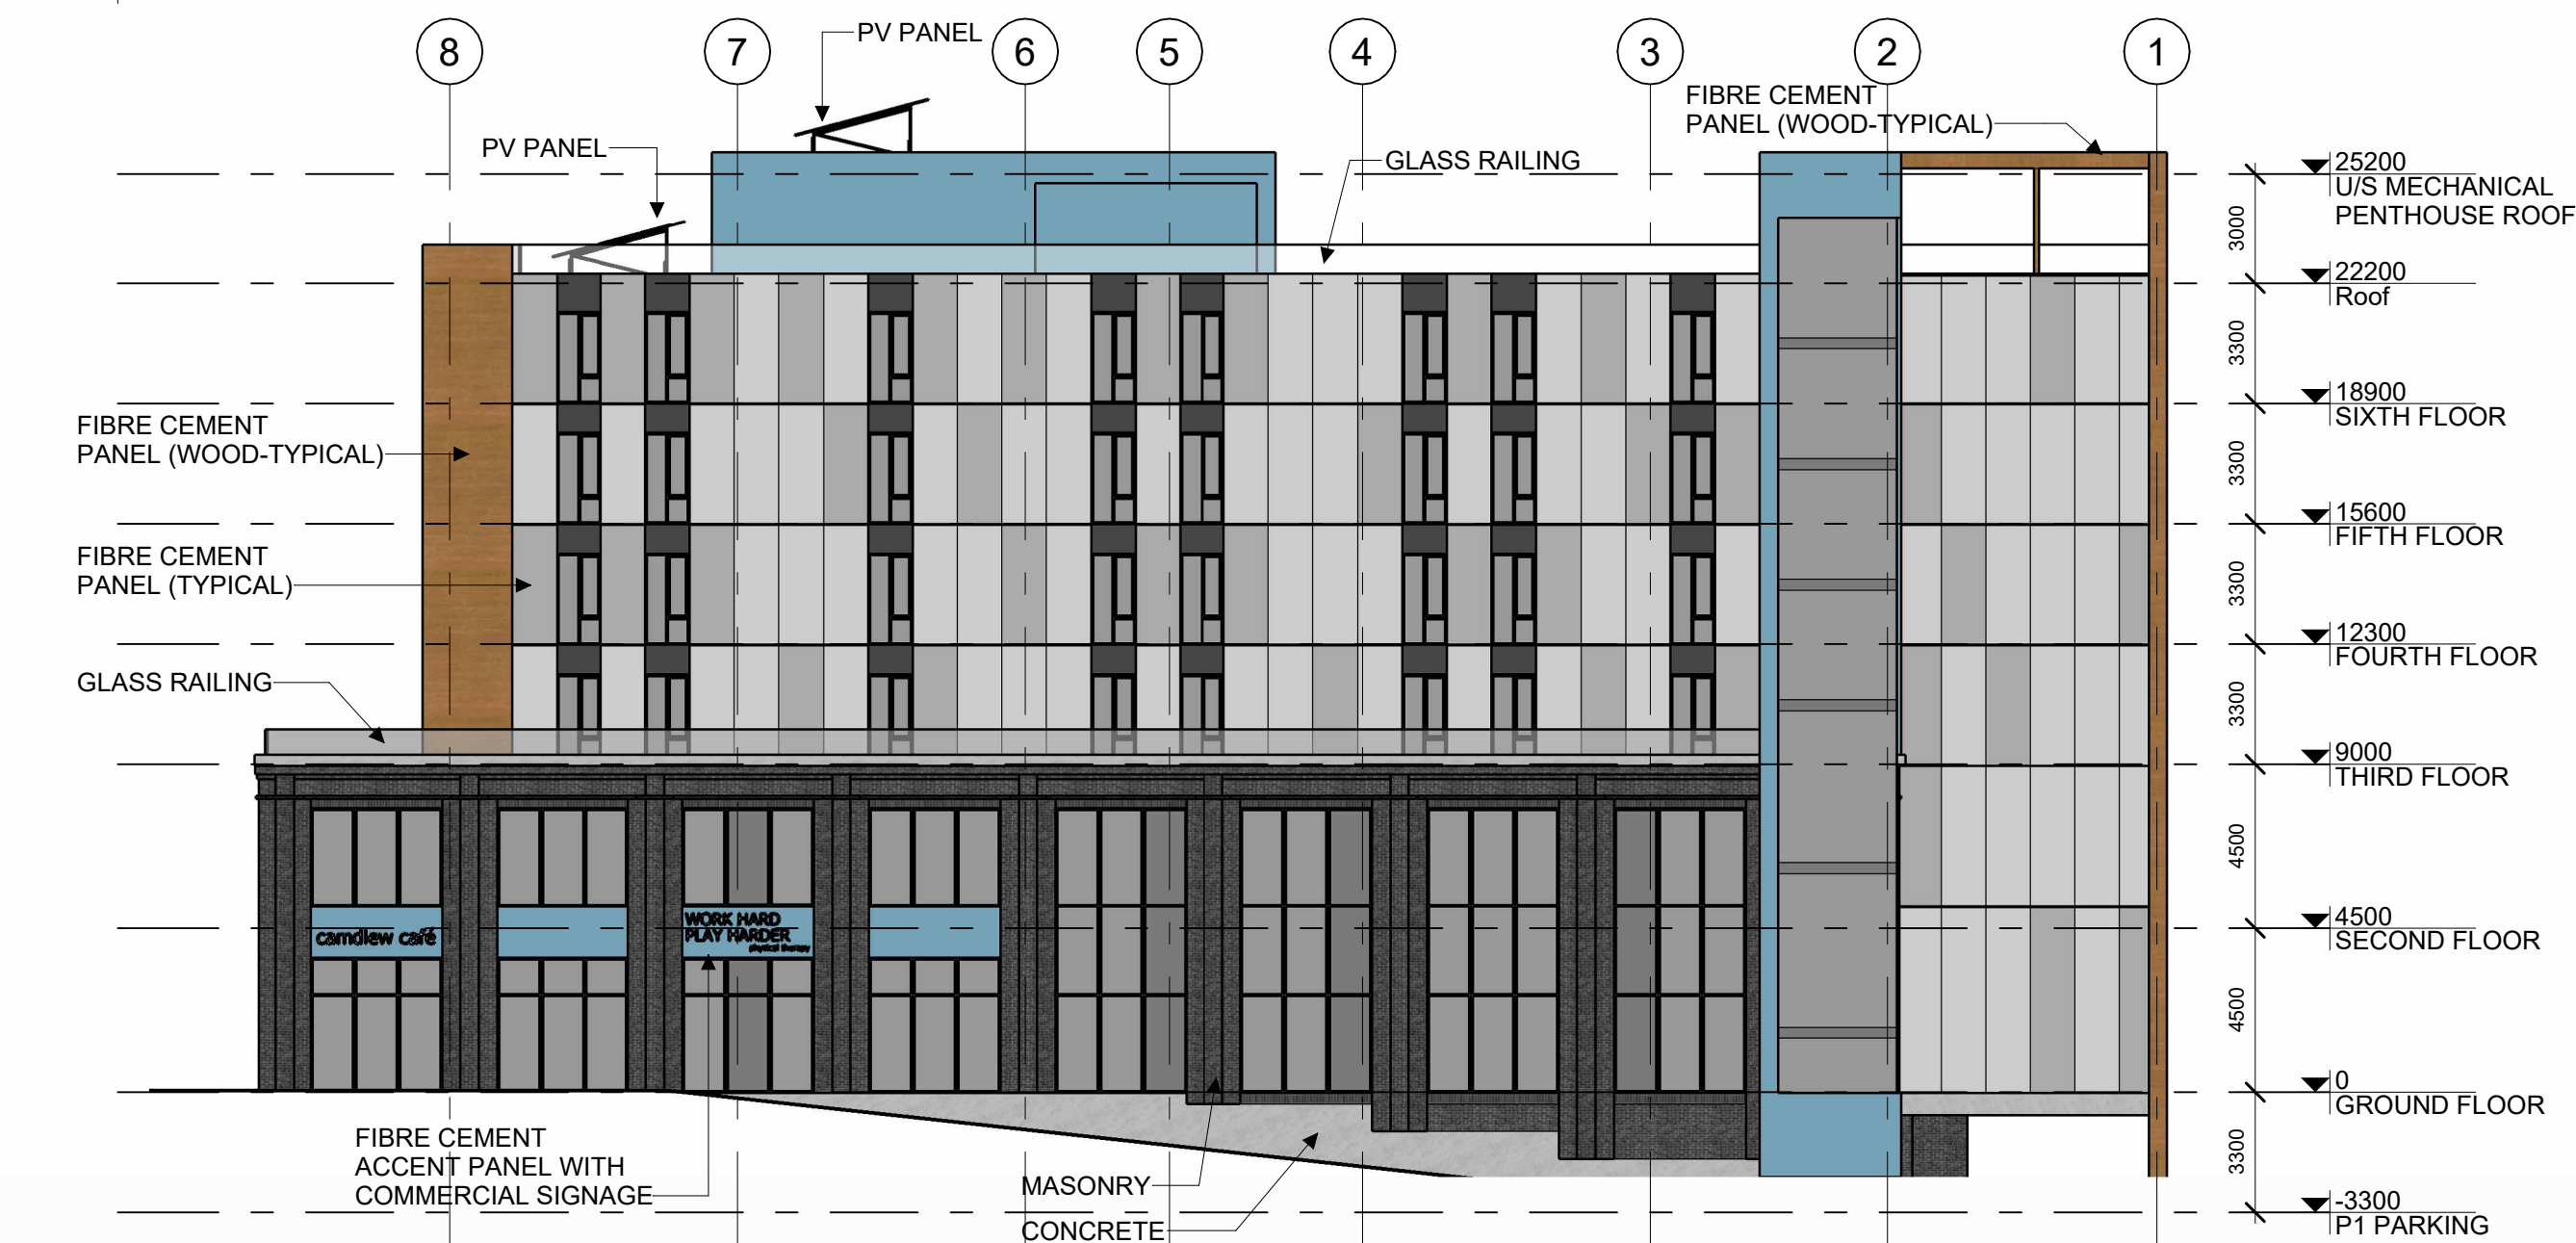 8
7
6
5
4
3
2
1
PV PANEL
FIBRE CEMENT
PANEL (WOOD-TYPICAL)
PV PANEL
GLASS RAILING
25200
U/S MECHANICAL
PENTHOUSE ROOF
3000
22200
Roof
3300
18900
SIXTH FLOOR
FIBRE CEMENT
PANEL (WOOD-TYPICAL)
3300
15600
FIFTH FLOOR
FIBRE CEMENT
PANEL (TYPICAL)
3300
12300
FOURTH FLOOR
GLASS RAILING
3300
9000
THIRD FLOOR
4500
camdlew café
WORK HARD
PLAY HARDER
physical therapy
4500
SECOND FLOOR
4500
0
GROUND FLOOR
FIBRE CEMENT
ACCENT PANEL WITH
COMMERCIAL SIGNAGE
MASONRY
CONCRETE
3300
-3300
P1 PARKING